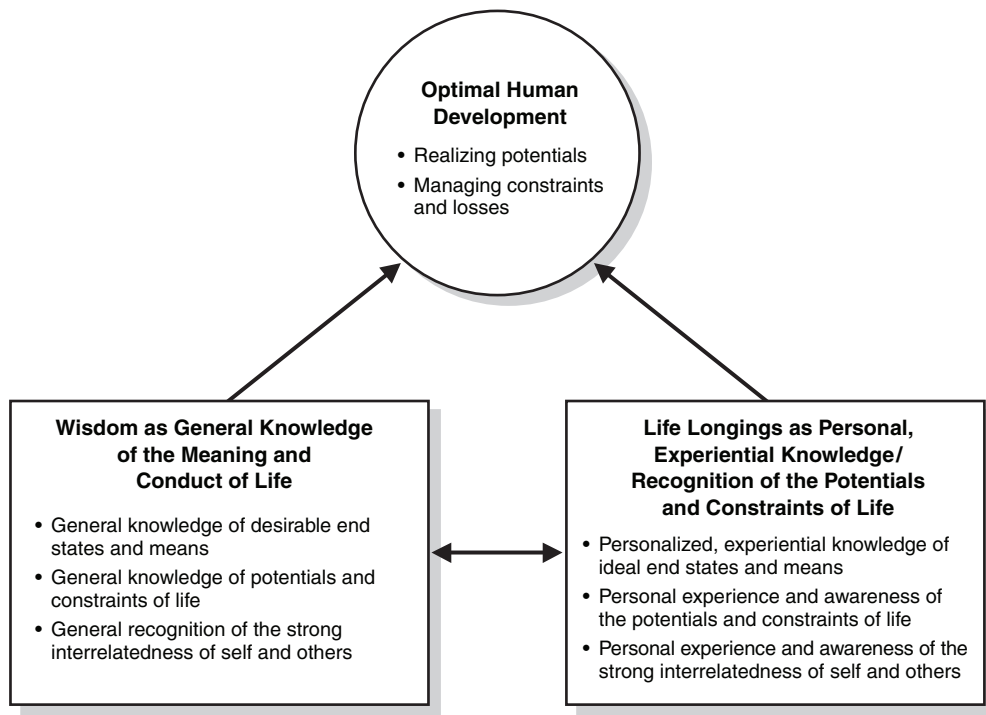 Optimal Human
Development
• Realizing potentials
• Managing constraints
and losses
Wisdom as General Knowledge
of the Meaning and
Conduct of Life
• General knowledge of desirable end
states and means
• General knowledge of potentials and
constraints of life
• General recognition of the strong
interrelatedness of self and others
Life Longings as Personal,
Experiential Knowledge/
Recognition of the Potentials
and Constraints of Life
• Personalized, experiential knowledge of
ideal end states and means
• Personal experience and awareness of
the potentials and constraints of life
• Personal experience and awareness of the
strong interrelatedness of self and others